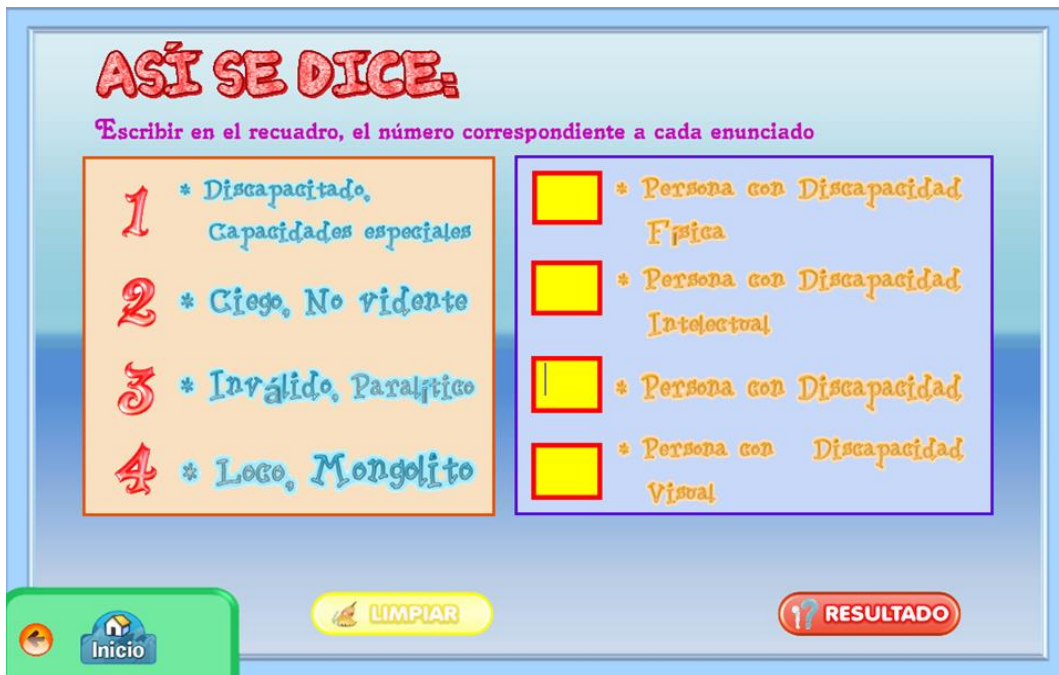 ASÍ SE DICE:
Escribir en el recuadro, el número correspondiente a cada enunciado
1 * Discapacitado,
Capacidades especiales
2 * Ciego, No vidente
3 * Inválido, Paralítico
4 * Loco, Mongolito
* Persona con Discapacidad
Física
* Persona con Discapacidad
Intelectual
* Persona con Discapacidad
* Persona con Discapacidad
Visual
Inicio
LIMPIAR
RESULTADO